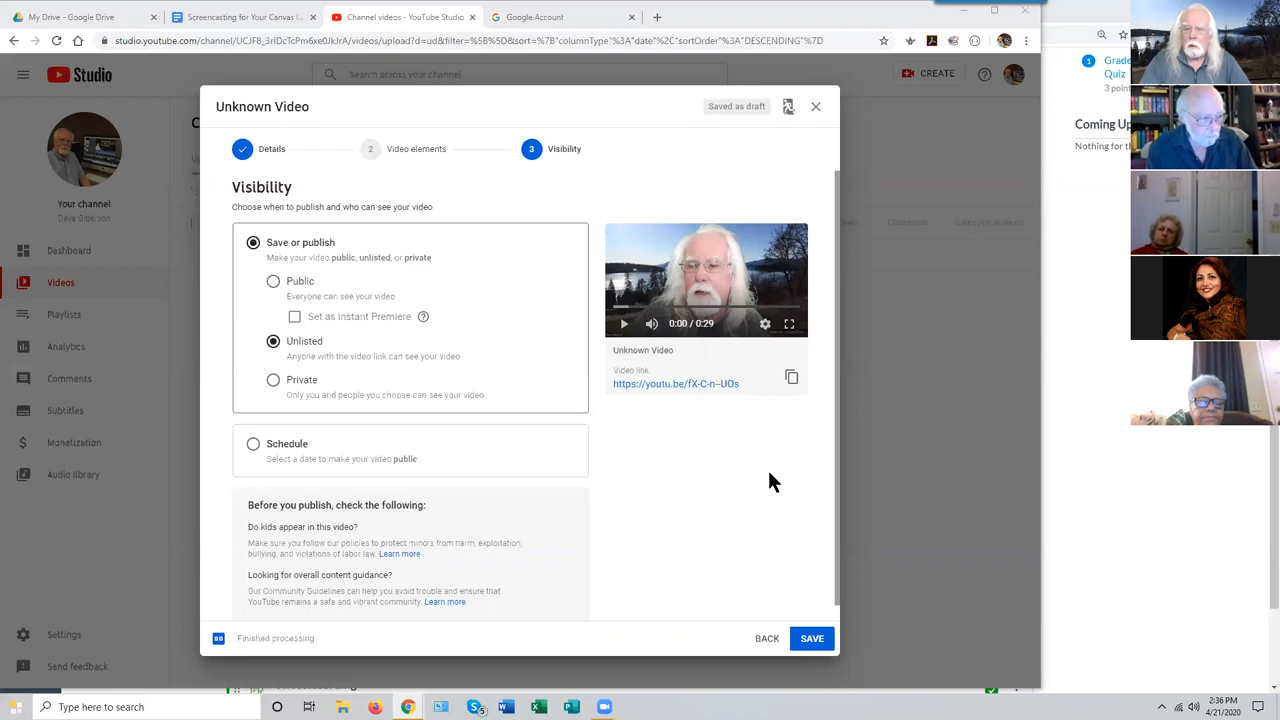 My Drive - Google Drive
Screencasting for Your Canvas
Channel videos - YouTube Studio
Google Account
studio.youtube.com/channel/UCJF8_3rIDcTcPm6xe0JkJrA/videos/upload?d=ud&filter=%5B%5D&sort=%7B"columnType"%3A"date"%2C"sortOrder"%3A"DESCENDING"%7D
Studio
Search across your channel
CREATE
1
Grade
Quiz
3 point
Coming Up
Nothing for th
Unknown Video
Saved as draft
Details
2
Video elements
3
Visibility
Your channel
Dave Olberson
Dashboard
Videos
Playlists
Analytics
Comments
Subtitles
Monetization
Audio library
Settings
Send feedback
Visibility
Choose when to publish and who can see your video
Save or publish
Make your video public, unlisted, or private
Public
Everyone can see your video
Set as instant Premiere
Unlisted
Anyone with the video link can see your video
Private
Only you and people you choose can see your video
0:00 / 0:29
Unknown Video
Video link
https://youtu.be/fX-C-n--UOs
Schedule
Select a date to make your video public
Before you publish, check the following:
Do kids appear in this video?
Make sure you follow our policies to protect minors from harm, exploitation,
bullying, and violations of labor law. Learn more
Looking for overall content guidance?
Our Community Guidelines can help you avoid trouble and ensure that
YouTube remains a safe and vibrant community. Learn more
SD
Finished processing
BACK
SAVE
Type here to search
5
2:36 PM
4/21/2020